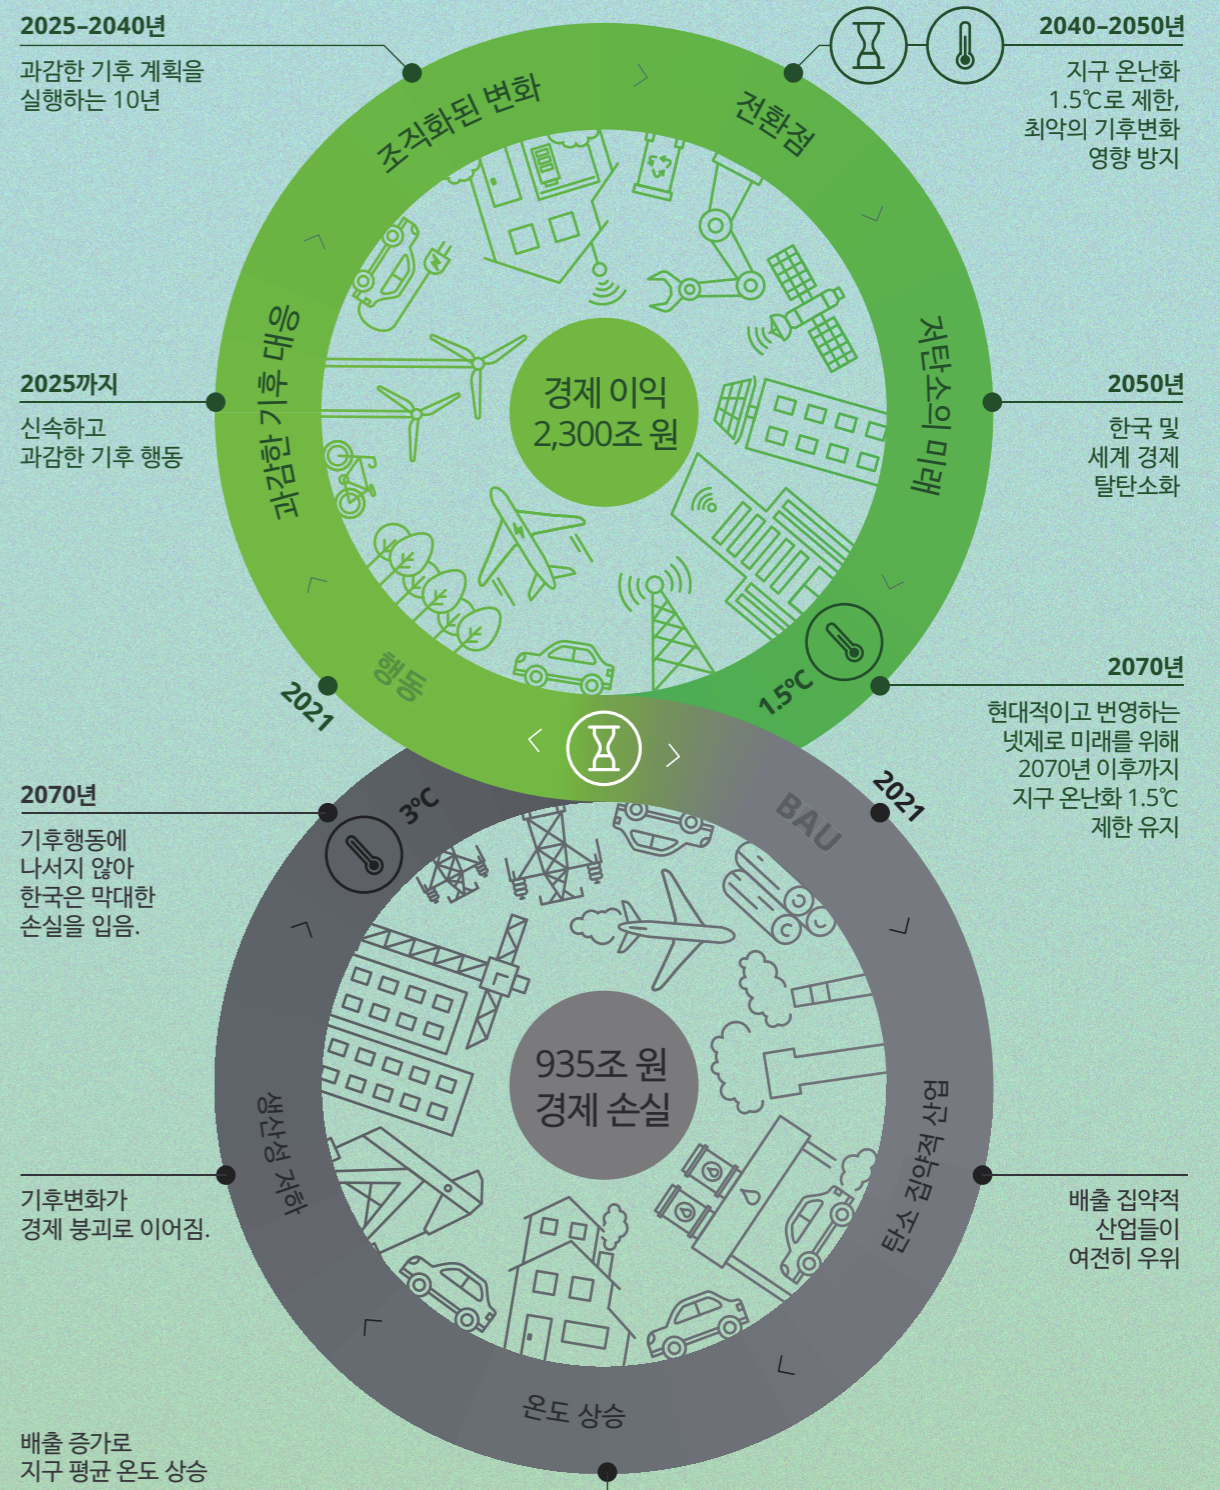 2025–2040년
과감한 기후 계획을
실행하는 10년
2040–2050년
지구 온난화
1.5℃로 제한,
최악의 기후변화
영향 방지
조직화된 변화
전환점
과감한 기후 대응
저탄소의 미래
경제 이익
2,300조 원
2025까지
신속하고
과감한 기후 행동
2050년
한국 및
세계 경제
탈탄소화
행동
2021
1.5℃
2070년
현대적이고 번영하는
넷제로 미래를 위해
2070년 이후까지
지구 온난화 1.5℃
제한 유지
2070년
기후행동에
나서지 않아
한국은 막대한
손실을 입음.
3℃
BAU
2021
935조 원
경제 손실
생산성 저하
탄소 집약적 산업
기후변화가
경제 붕괴로 이어짐.
배출 집약적
산업들이
여전히 우위
온도 상승
배출 증가로
지구 평균 온도 상승